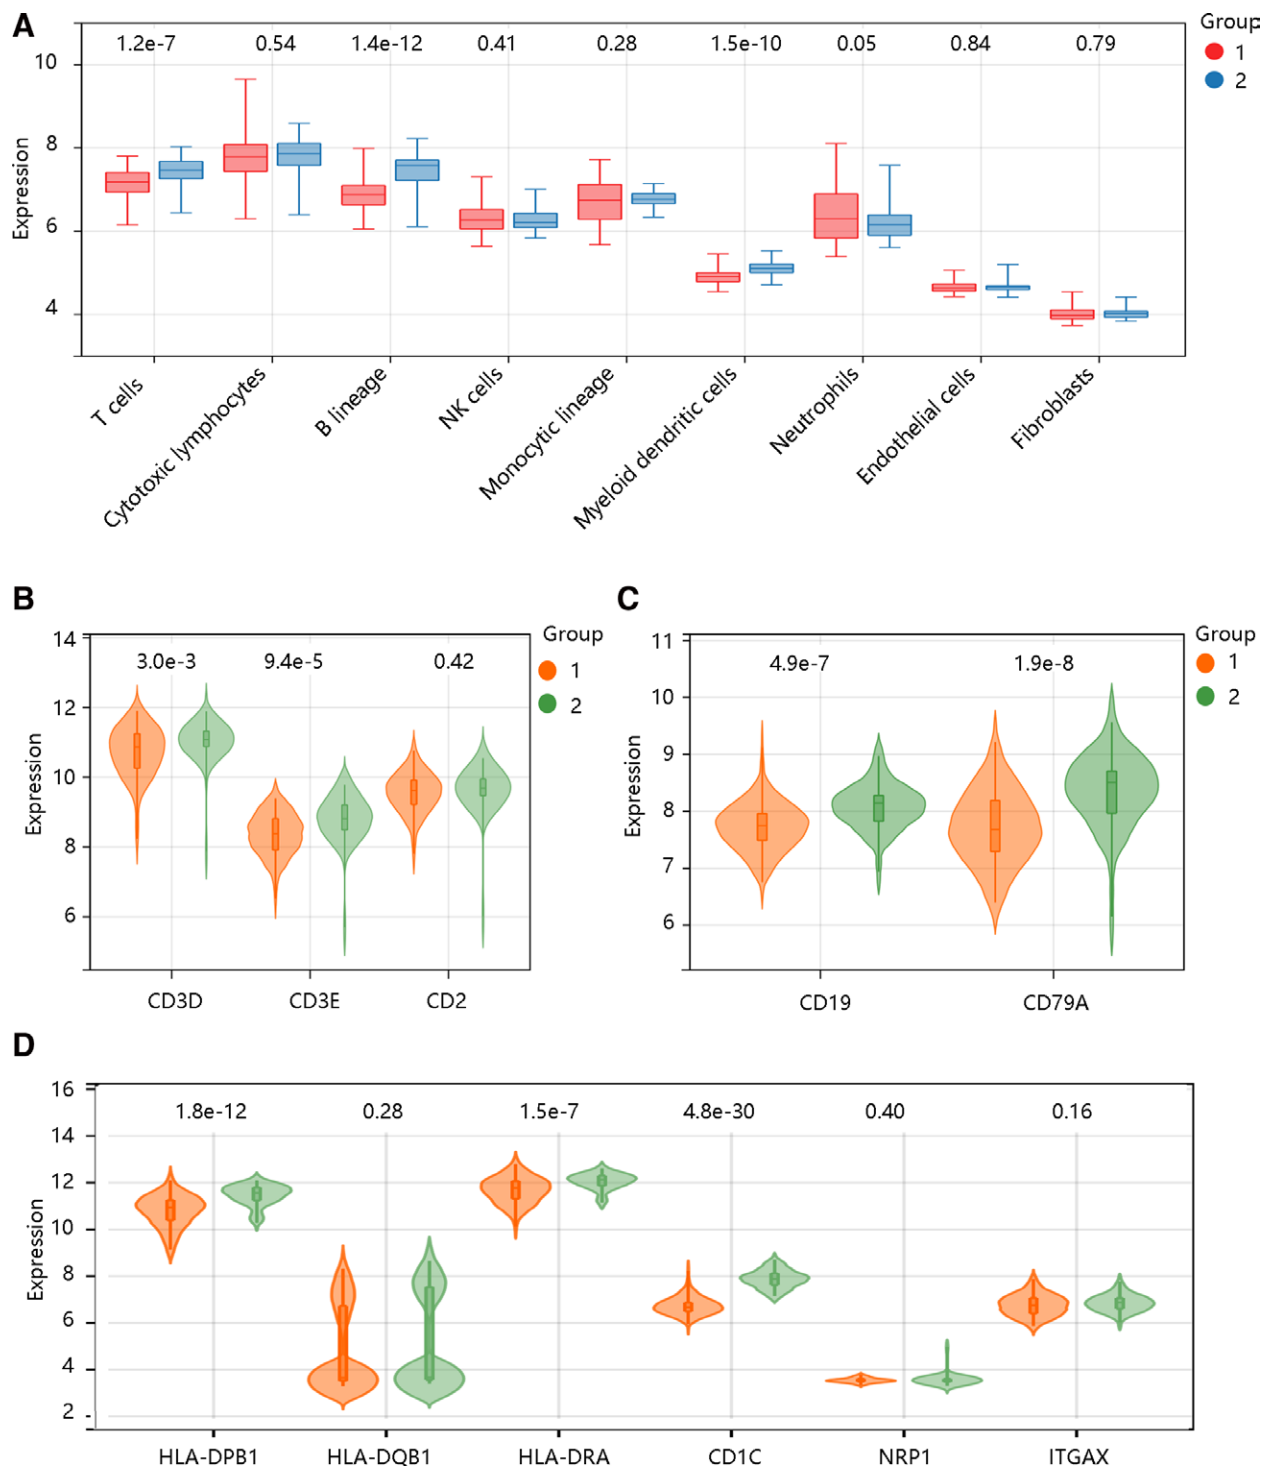 A
Group
1
2
1.2e-7 0.54 1.4e-12 0.41 0.28 1.5e-10 0.05 0.84 0.79
10
8
6
4
Expression
T cells
Cytotoxic lymphocytes
B lineage
NK cells
Monocytic lineage
Myeloid dendritic cells
Neutrophils
Endothelial cells
Fibroblasts
B
Group
1
2
3.0e-3 9.4e-5 0.42
14
12
10
8
6
Expression
CD3D CD3E CD2
C
Group
1
2
4.9e-7 1.9e-8
11
10
9
8
7
6
Expression
CD19 CD79A
D
1.8e-12 0.28 1.5e-7 4.8e-30 0.40 0.16
16
14
12
10
8
6
4
2
Expression
HLA-DPB1 HLA-DQB1 HLA-DRA CD1C NRP1 ITGAX